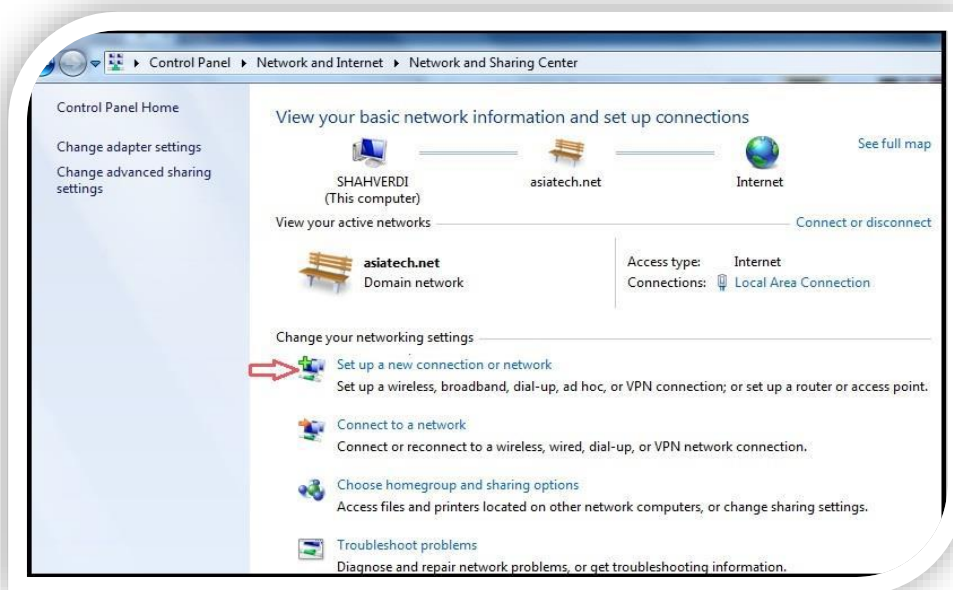 Control Panel ▸ Network and Internet ▸ Network and Sharing Center
Control Panel Home
Change adapter settings
Change advanced sharing
settings
View your basic network information and set up connections
See full map
SHAHVERDI
(This computer)
asiatech.net
Internet
View your active networks
Connect or disconnect
asiatech.net
Domain network
Access type: Internet
Connections: Local Area Connection
Change your networking settings
Set up a new connection or network
Set up a wireless, broadband, dial-up, ad hoc, or VPN connection; or set up a router or access point.
Connect to a network
Connect or reconnect to a wireless, wired, dial-up, or VPN network connection.
Choose homegroup and sharing options
Access files and printers located on other network computers, or change sharing settings.
Troubleshoot problems
Diagnose and repair network problems, or get troubleshooting information.